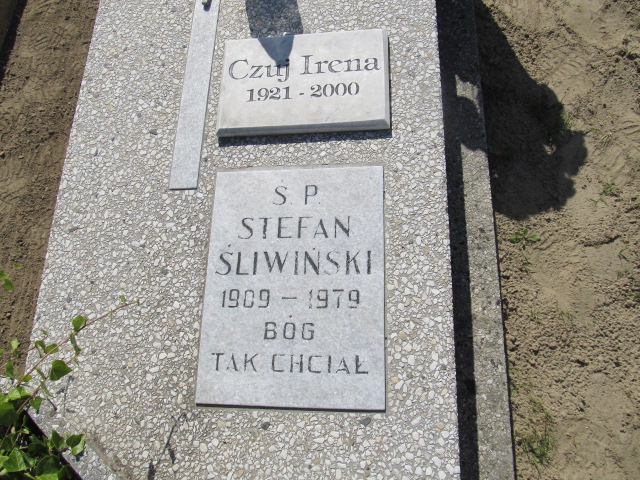 Czuj Irena
1921 - 2000
Ś. P.
STEFAN
ŚLIWIŃSKI
1909 — 1979
BÓG
TAK CHCIAŁ